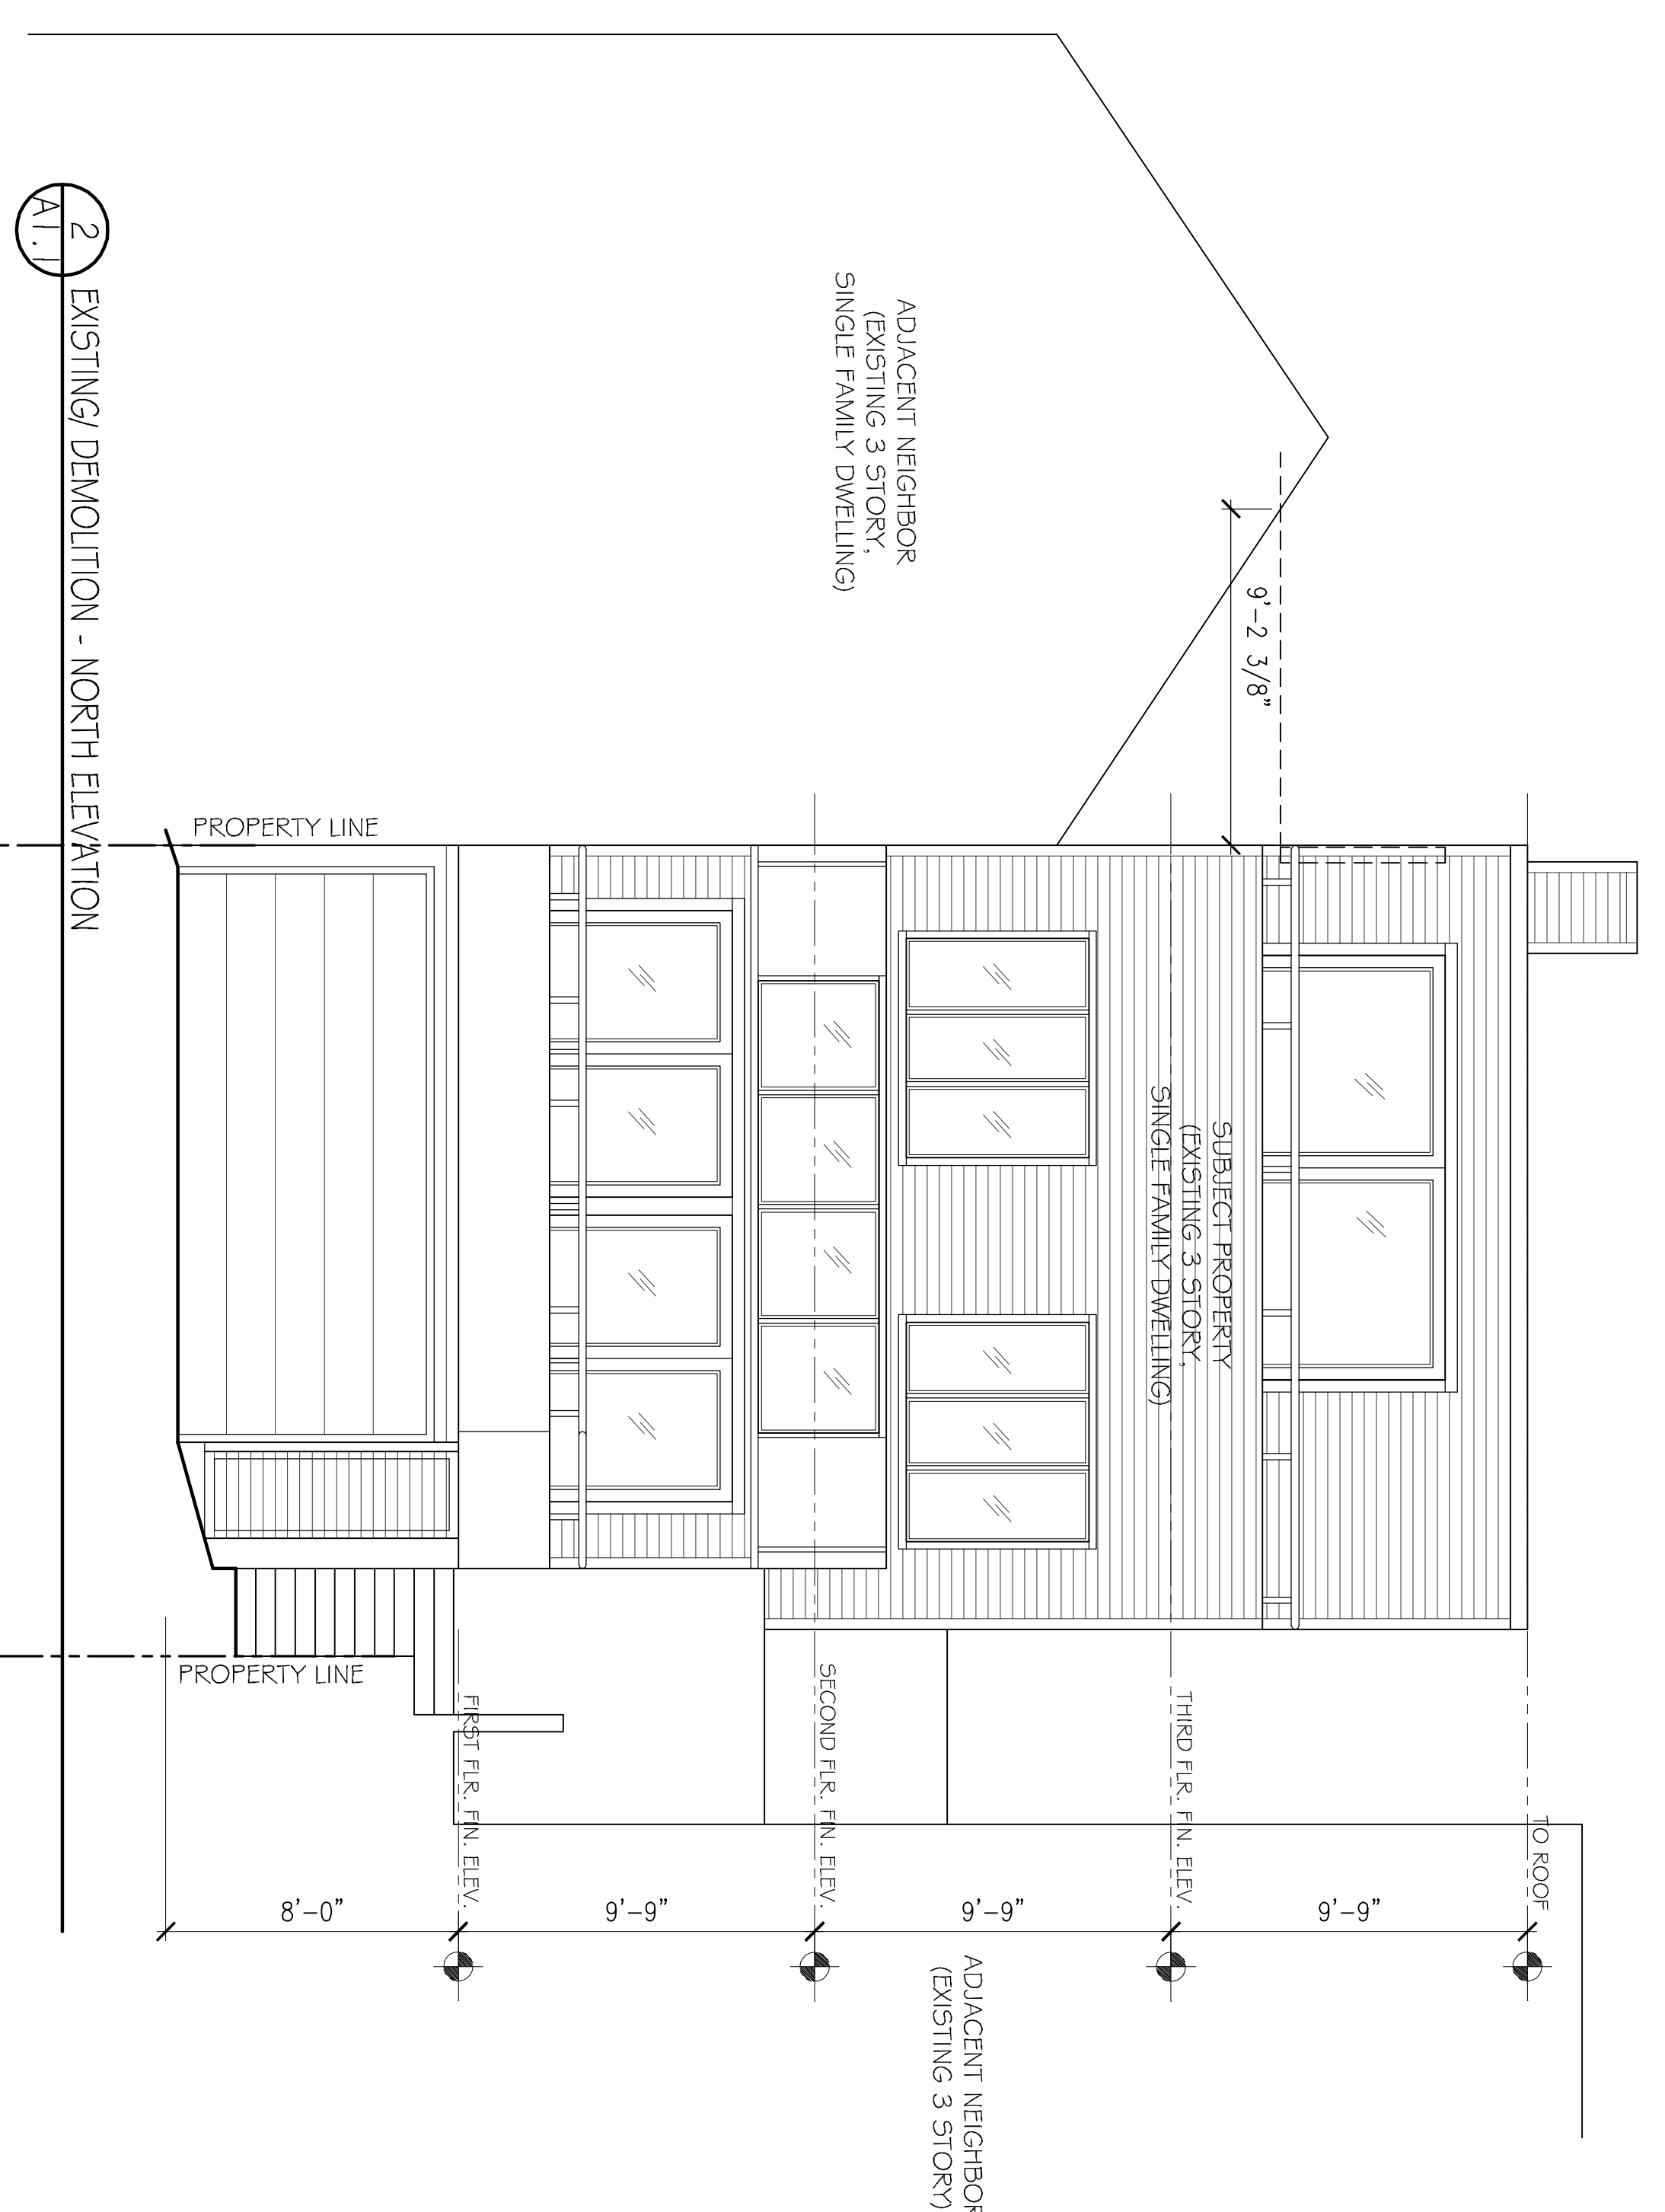 ADJACENT NEIGHBOR
(EXISTING 3 STORY,
SINGLE FAMILY DWELLING)
9'-2 3/8"
SUBJECT PROPERTY
(EXISTING 3 STORY,
SINGLE FAMILY DWELLING)
TO ROOF
9'-9"
THIRD FLR. FIN. ELEV.
9'-9"
SECOND FLR. FIN. ELEV.
9'-9"
FIRST FLR. FIN. ELEV.
8'-0"
ADJACENT NEIGHBOR
(EXISTING 3 STORY)
PROPERTY LINE
PROPERTY LINE
2
A1.1
EXISTING/ DEMOLITION - NORTH ELEVATION